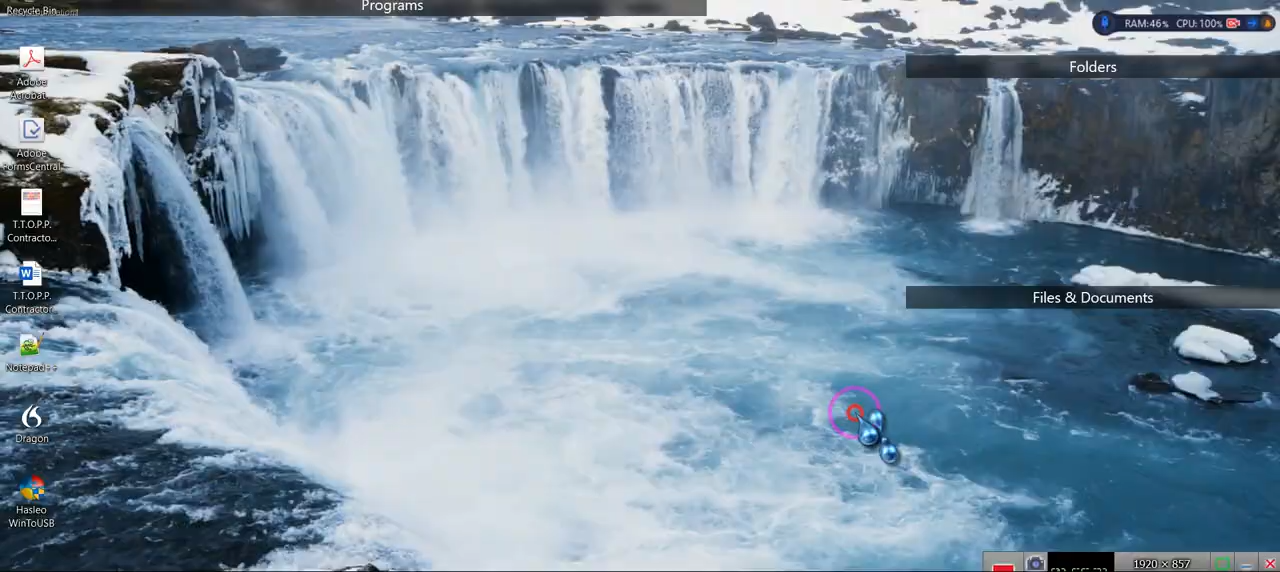 Programs
Recycle Bin
RAM:46% CPU:100%
Folders
Adobe
Acrobat...
Adobe
FormsCentral
T.T.O.P.P.
Contracto...
Files & Documents
T.T.O.P.P.
Contractor
Notepad++
Dragon
Hasleo
WinToUSB
1920 × 857